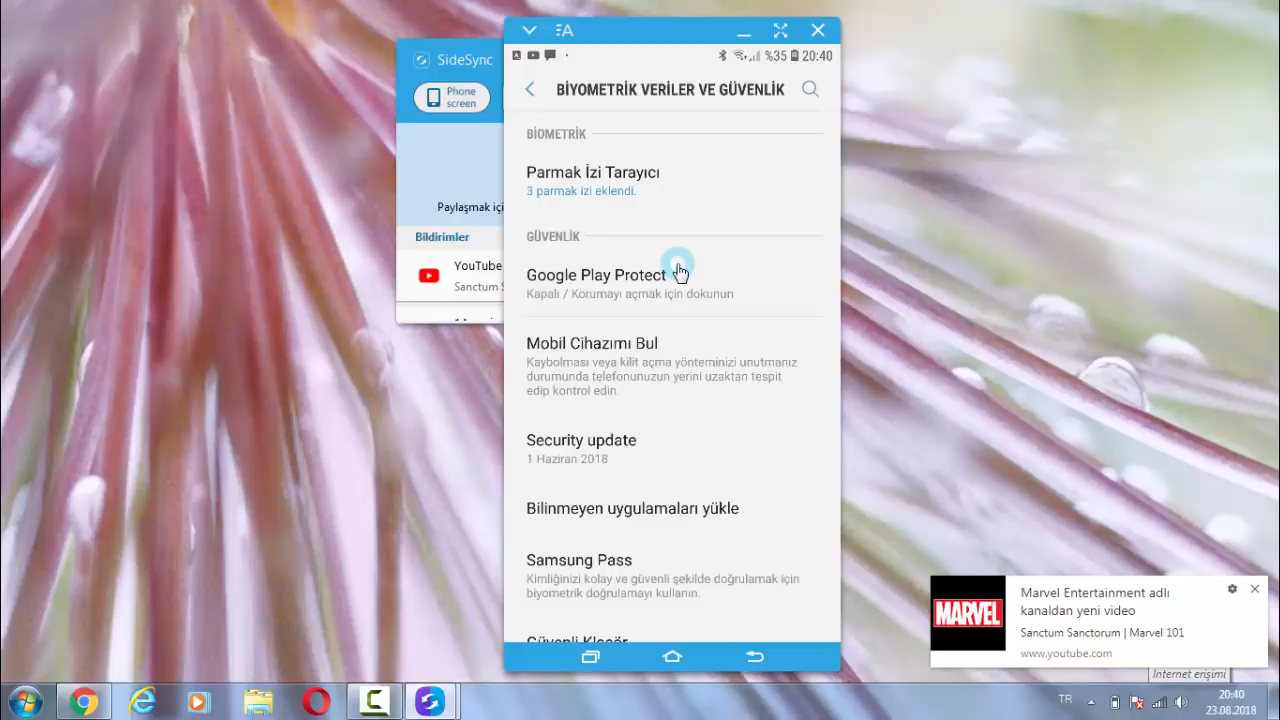 SideSync
Phone
screen
Paylaşmak içi
Bildirimler
YouTube
Sanctum S
%35 20:40
BİYOMETRİK VERİLER VE GÜVENLİK
BİOMETRİK
Parmak İzi Tarayıcı
3 parmak izi eklendi.
GÜVENLİK
Google Play Protect
Kapalı / Korumayı açmak için dokunun
Mobil Cihazımı Bul
Kaybolması veya kilit açma yönteminizi unutmanız
durumunda telefonunuzun yerini uzaktan tespit
edip kontrol edin.
Security update
1 Haziran 2018
Bilinmeyen uygulamaları yükle
Samsung Pass
Kimliğinizi kolay ve güvenli şekilde doğrulamak için
biyometrik doğrulamayı kullanın.
Güvenli Klasör
MARVEL
Marvel Entertainment adlı
kanaldan yeni video
Sanctum Sanctorum | Marvel 101
www.youtube.com
İnternet erişimi
TR
20:40
23.08.2018